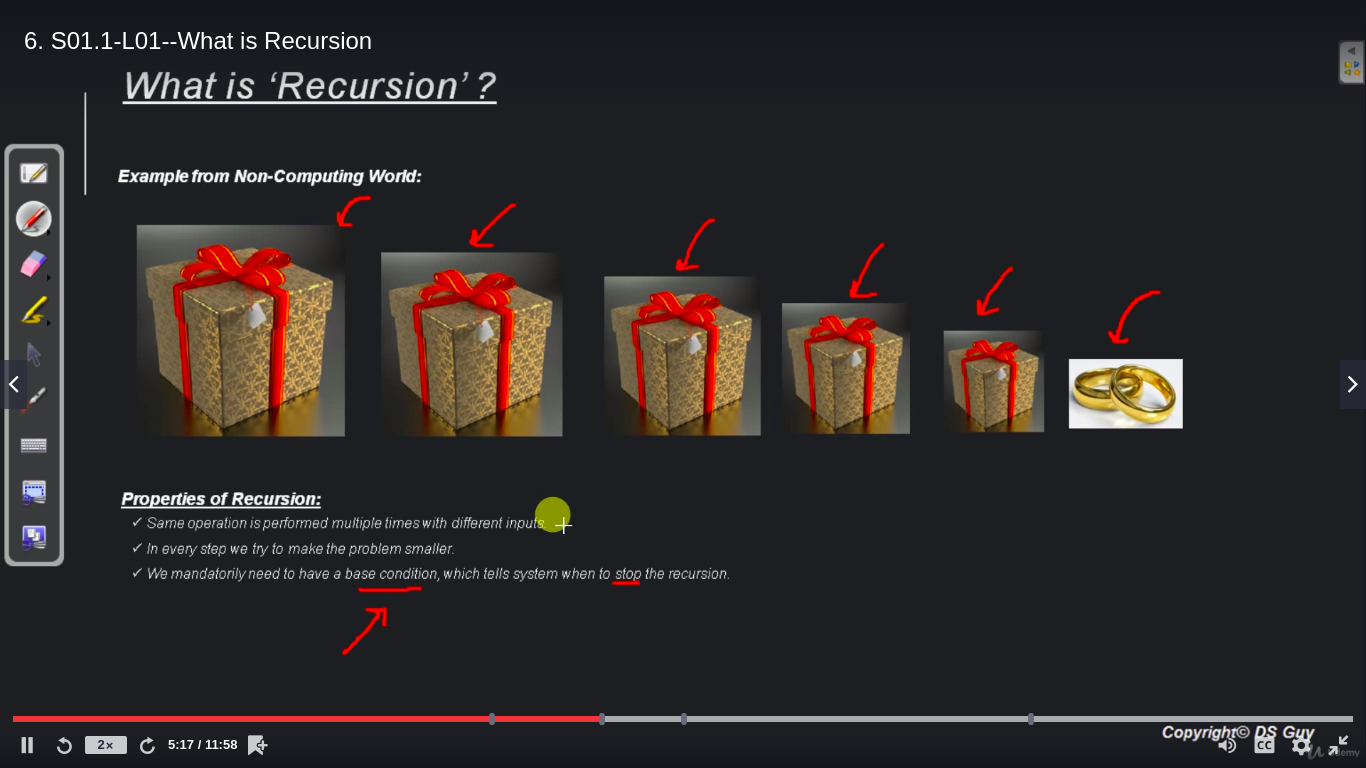 6. S01.1-L01--What is Recursion
What is ‘Recursion’ ?
Example from Non-Computing World:
Properties of Recursion:
✓ Same operation is performed multiple times with different inputs
✓ In every step we try to make the problem smaller.
✓ We mandatorily need to have a base condition, which tells system when to stop the recursion.
Copyright© DS Guy
2x
5:17 / 11:58
CC